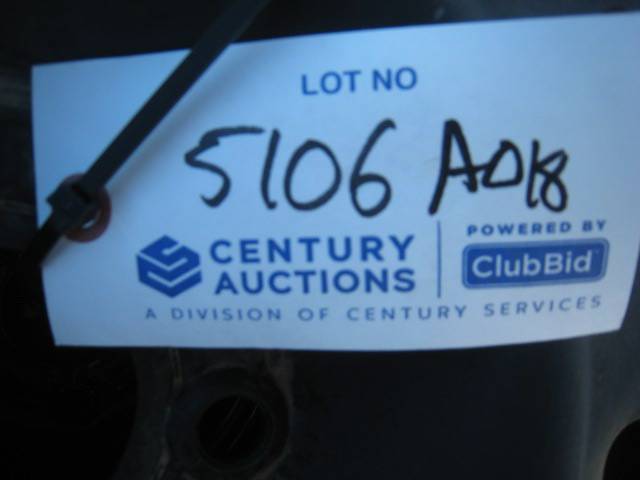 LOT NO
5106 A018
CENTURY
AUCTIONS
POWERED BY
ClubBid
A DIVISION OF CENTURY SERVICES